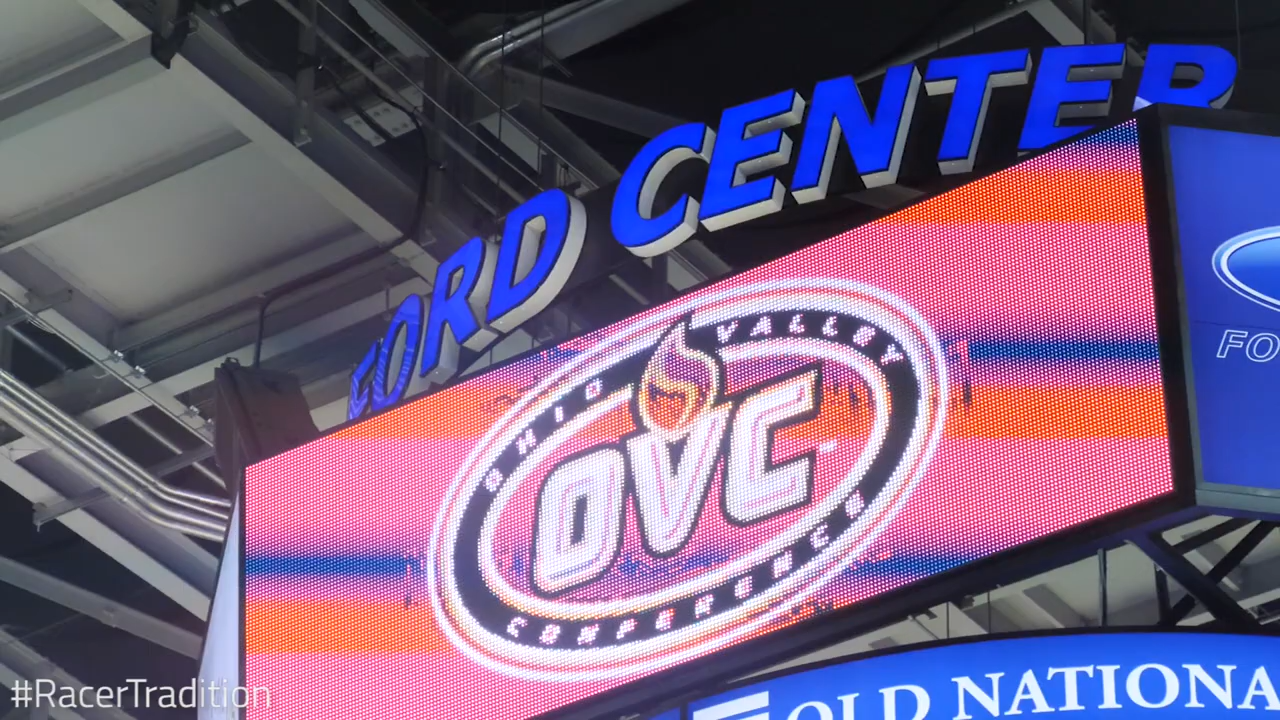 FORD CENTER
OHIO VALLEY
OVC
CONFERENCE
FO
OLD NATIONA
#RacerTradition